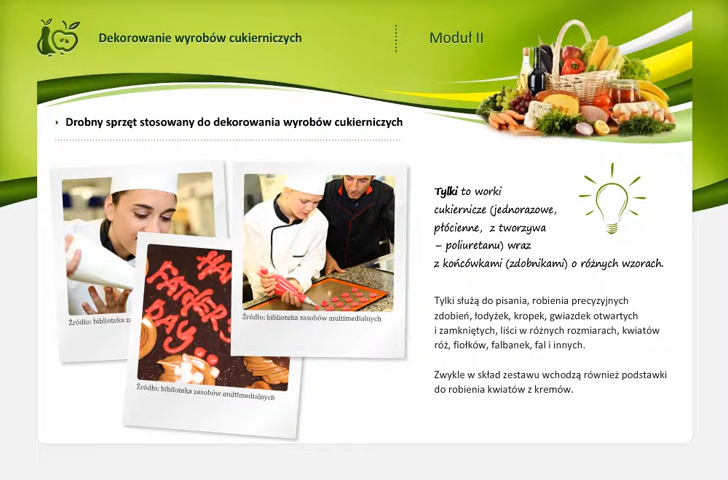 Dekorowanie wyrobów cukierniczych
Moduł II
Drobny sprzęt stosowany do dekorowania wyrobów cukierniczych
Tylki to worki
cukiernicze (jednorazowe,
płócienne, z tworzywa
– poliuretanu) wraz
z końcówkami (zdobnikami) o różnych wzorach.
Tylki służą do pisania, robienia precyzyjnych
zdobień, łodyżek, kropek, gwiazdek otwartych
i zamkniętych, liści w różnych rozmiarach, kwiatów
róż, fiołków, falbanek, fal i innych.
Zwykle w skład zestawu wchodzą również podstawki
do robienia kwiatów z kremów.
Źródło: biblioteka
FATHER'S
DAY
Źródło: biblioteka zasobów multimedialnych
Źródło: biblioteka zasobów multimedialnych